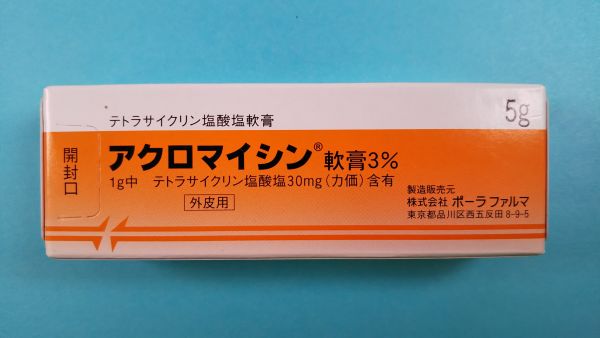 テトラサイクリン塩酸塩軟膏
5g
開封口
アクロマイシン®軟膏3%
1g中 テトラサイクリン塩酸塩30mg(力価)含有
外皮用
製造販売元
株式会社 ポーラファルマ
東京都品川区西五反田8-9-5